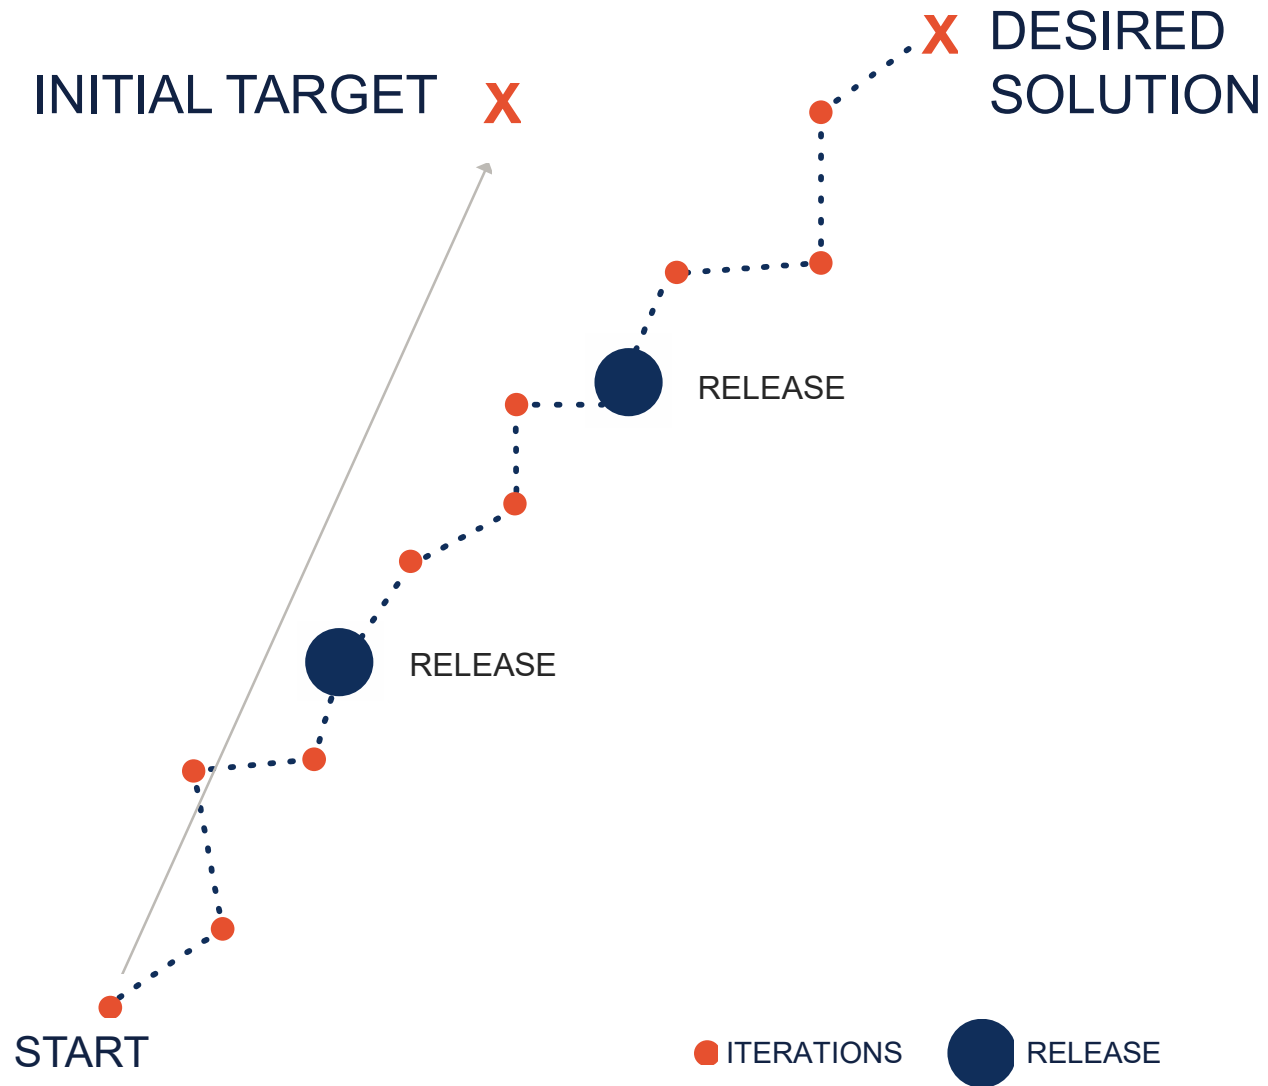 INITIAL TARGET X
X DESIRED
SOLUTION
RELEASE
RELEASE
START
ITERATIONS
RELEASE